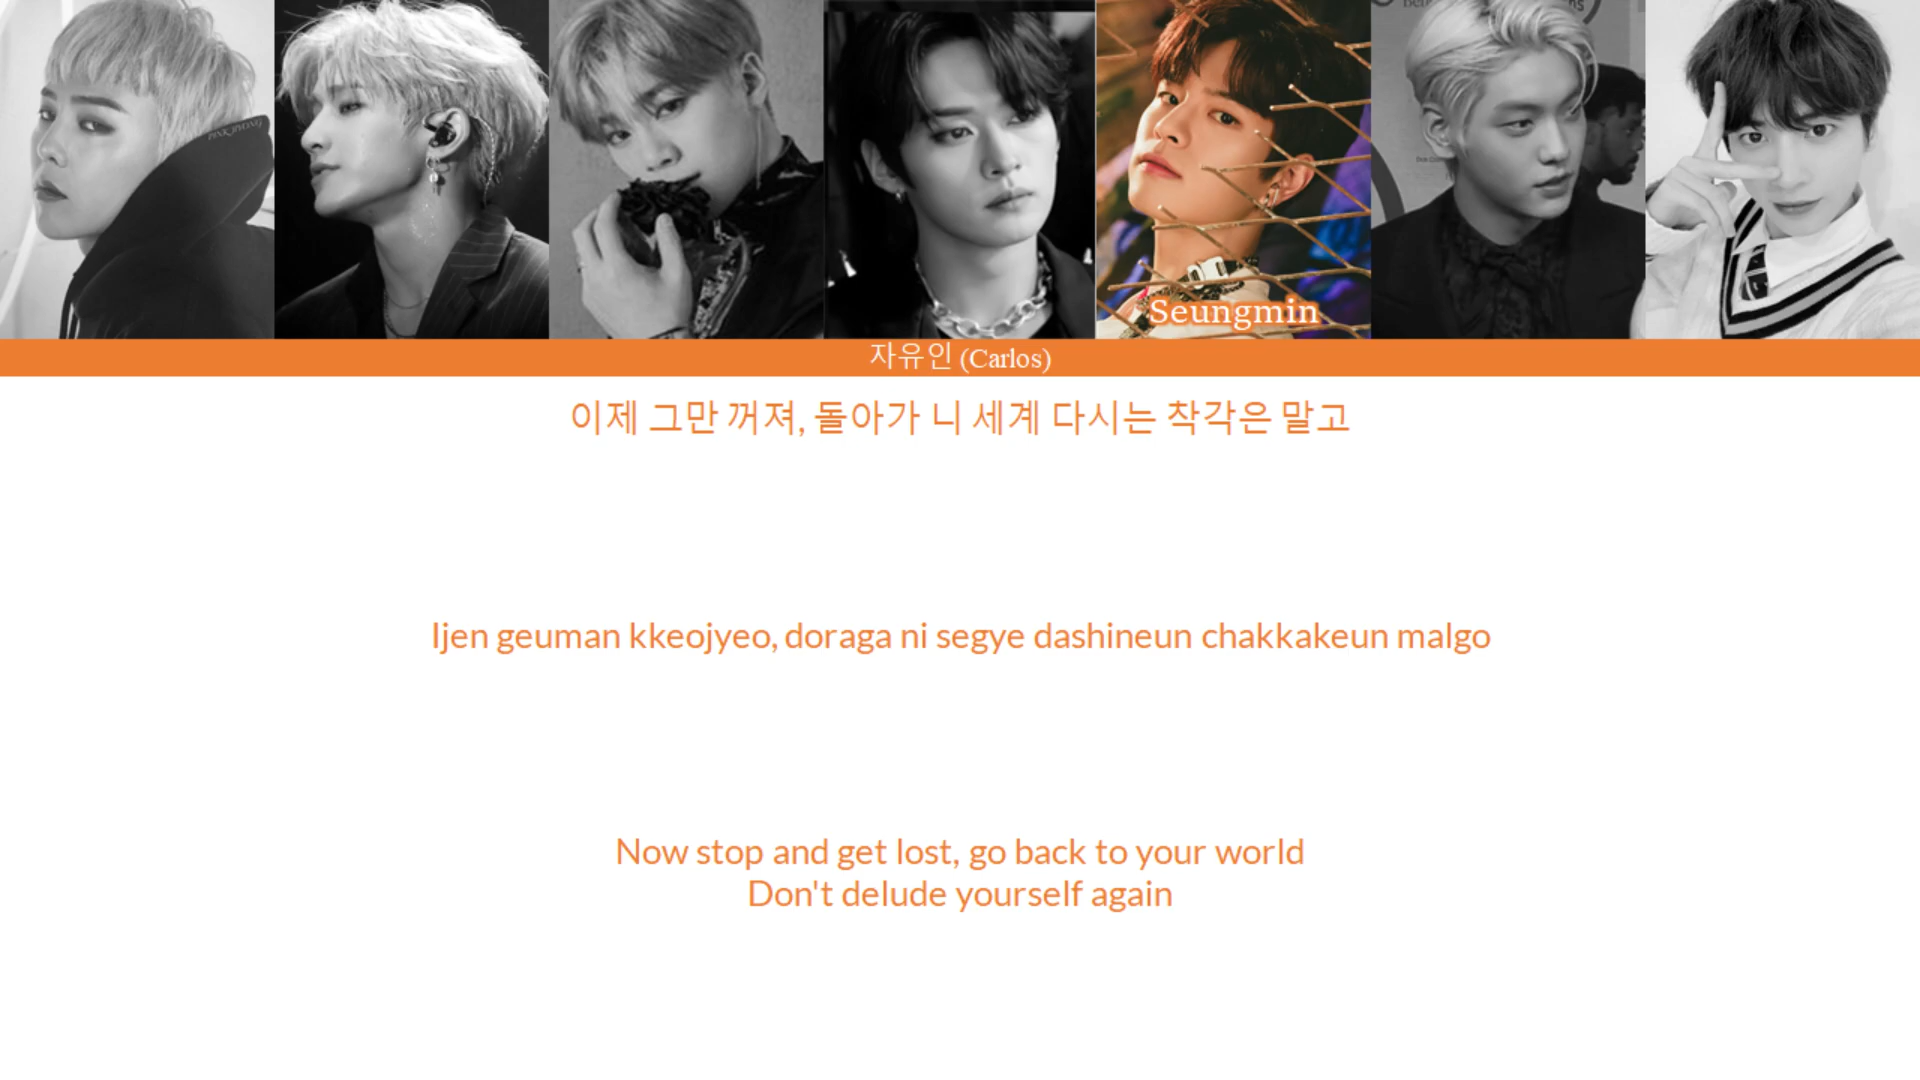 PINK_JIYONG
Seungmin
자유인 (Carlos)
이제 그만 꺼져, 돌아가 니 세계 다시는 착각은 말고
Ijen geuman kkeojyeo, doraga ni segye dashineun chakkakeun malgo
Now stop and get lost, go back to your world
Don't delude yourself again